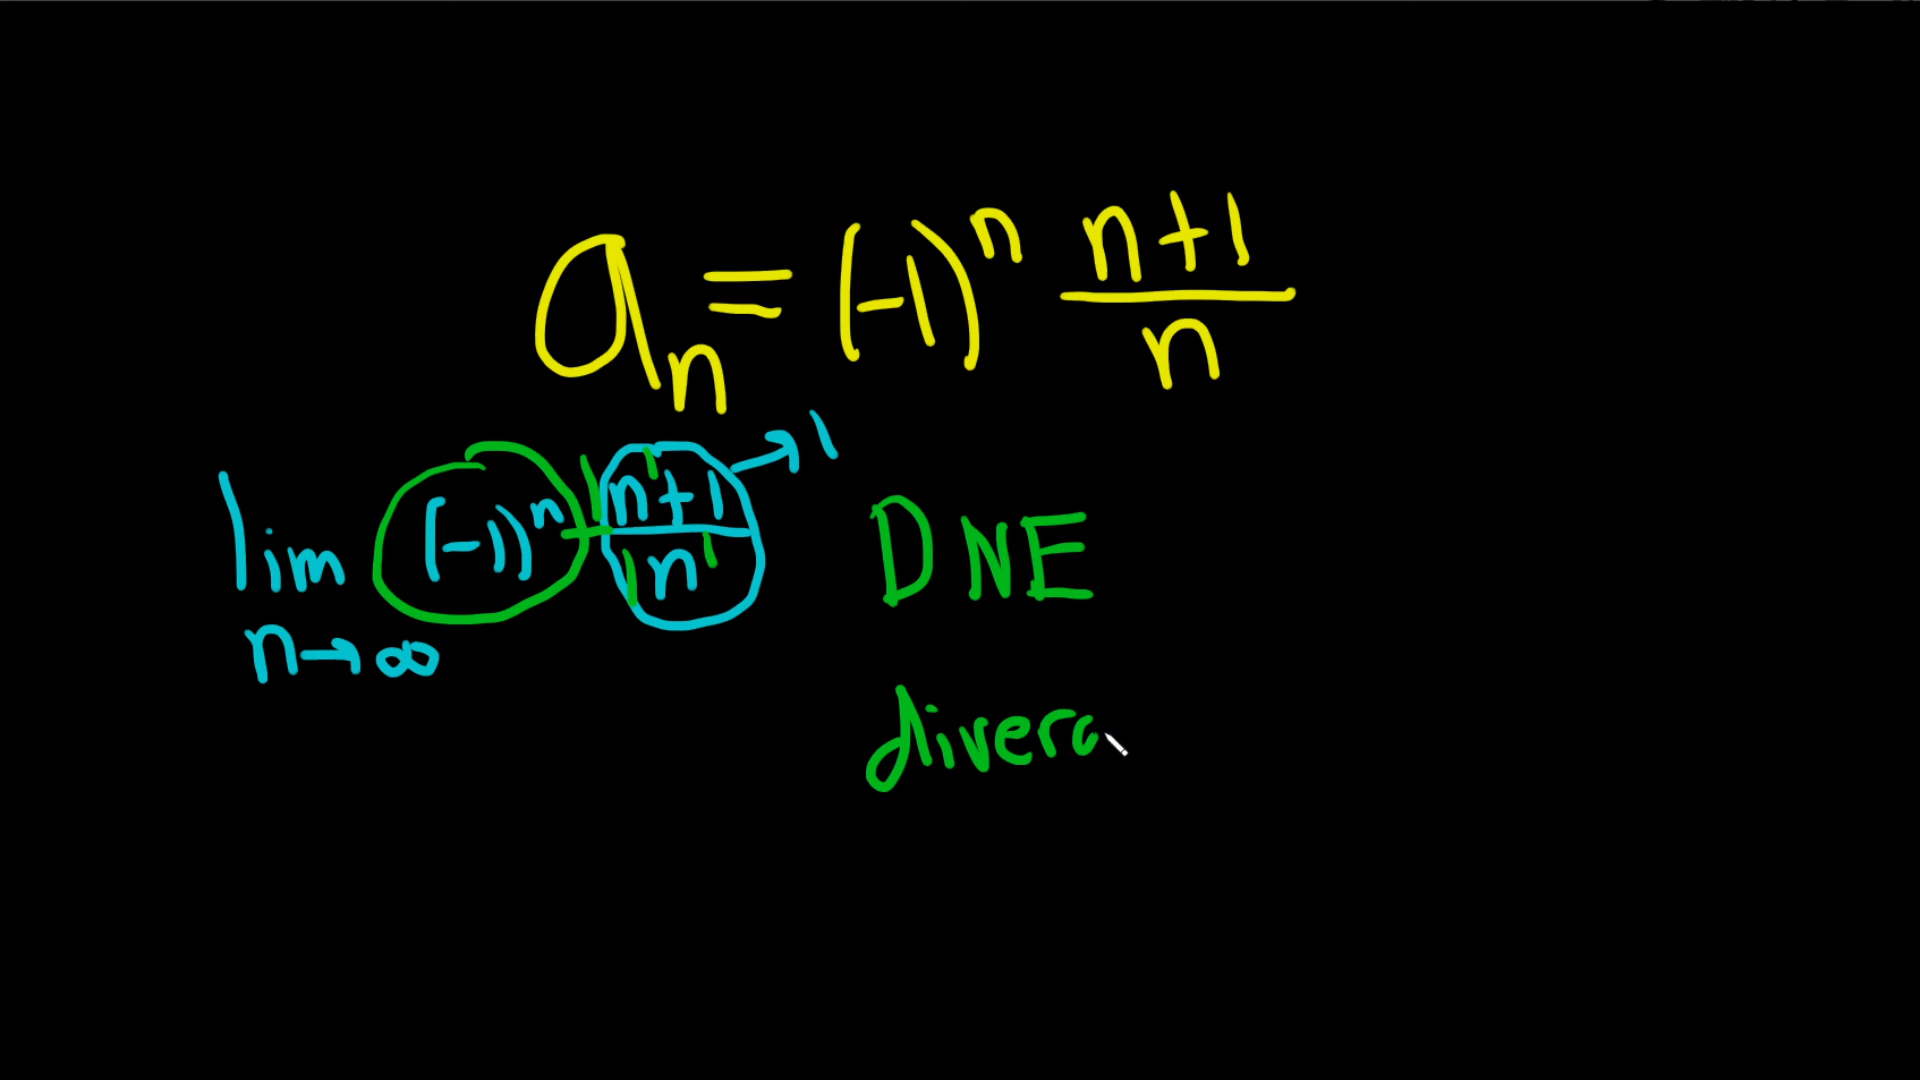 aₙ = (-1)ⁿ (n+1)/n
lim n→∞ (-1)ⁿ (n+1)/n → 1 DNE
diverg